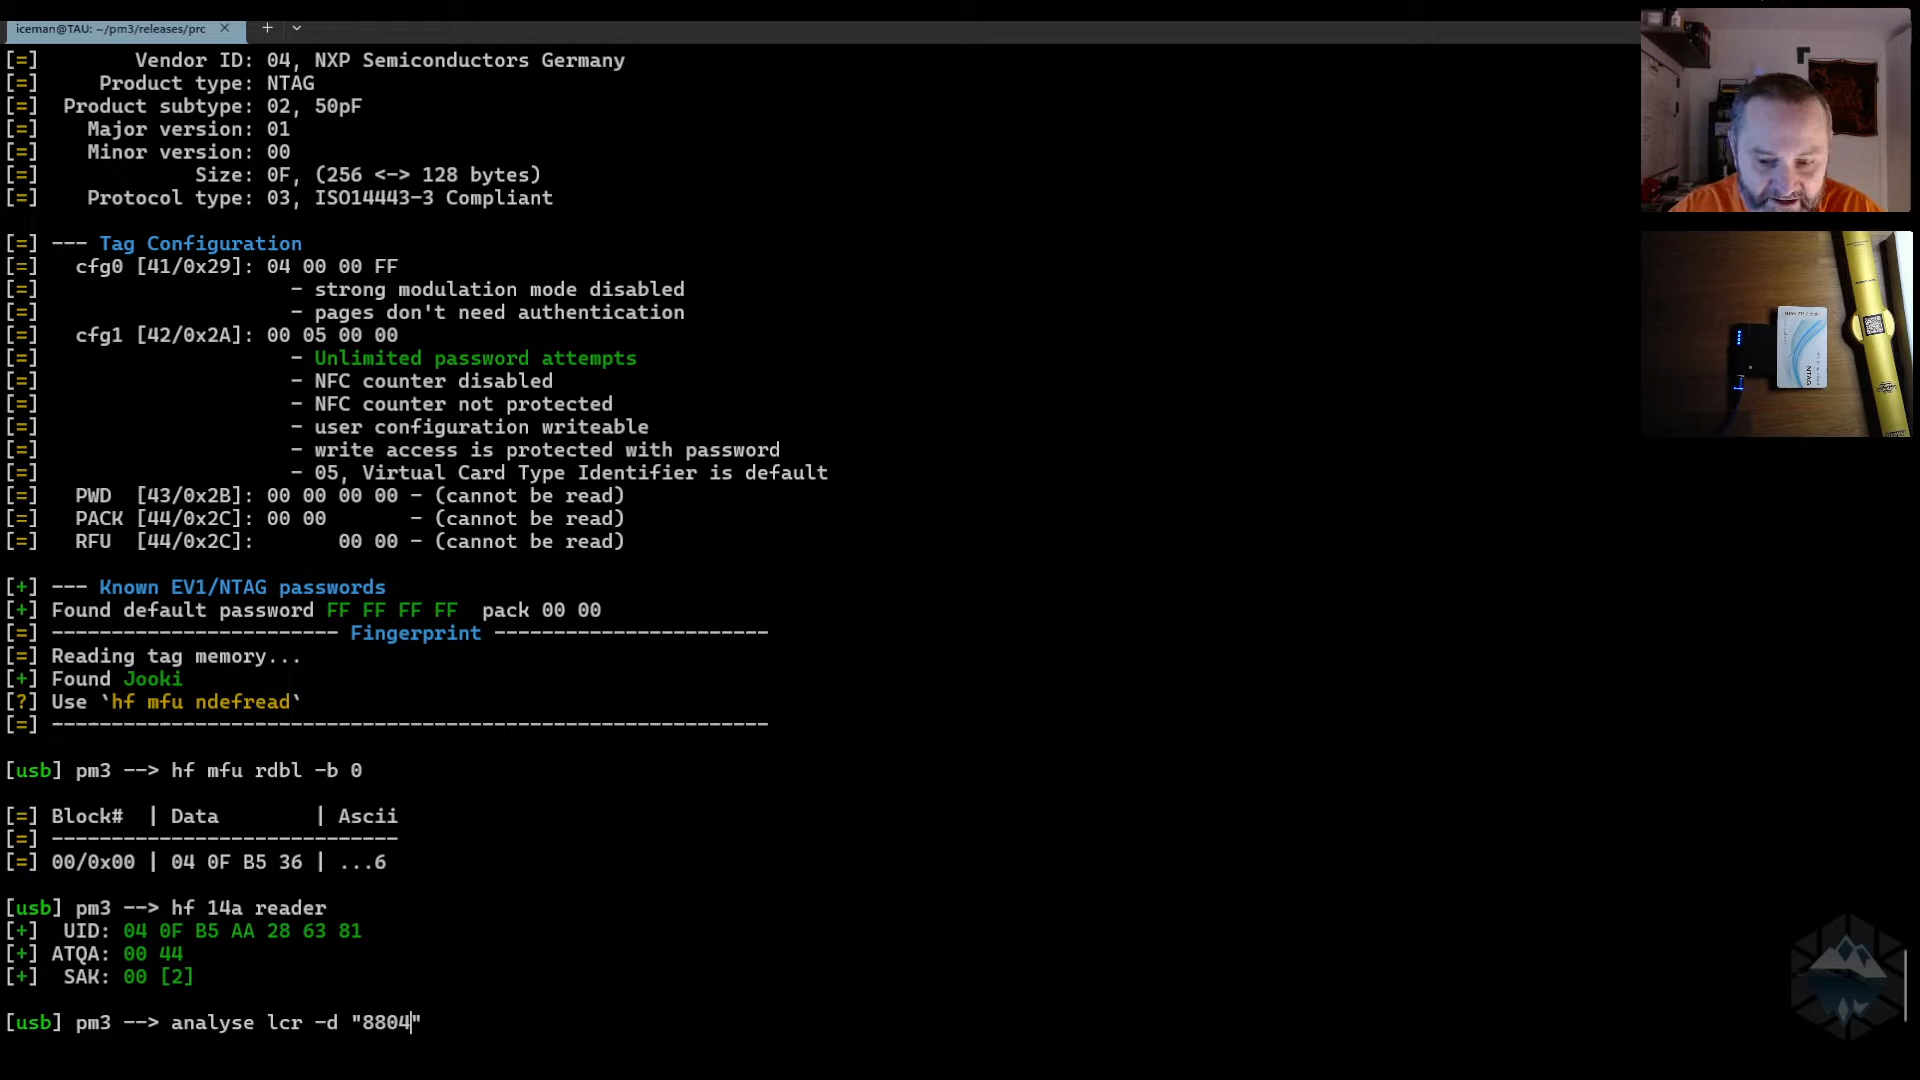 iceman@TAU: ~/pm3/releases/prc
[=] Vendor ID: 04, NXP Semiconductors Germany
[=] Product type: NTAG
[=] Product subtype: 02, 50pF
[=] Major version: 01
[=] Minor version: 00
[=] Size: 0F, (256 <-> 128 bytes)
[=] Protocol type: 03, ISO14443-3 Compliant
[=] --- Tag Configuration
[=] cfg0 [41/0x29]: 04 00 00 FF
[=] - strong modulation mode disabled
[=] - pages don't need authentication
[=] cfg1 [42/0x2A]: 00 05 00 00
[=] - Unlimited password attempts
[=] - NFC counter disabled
[=] - NFC counter not protected
[=] - user configuration writeable
[=] - write access is protected with password
[=] - 05, Virtual Card Type Identifier is default
[=] PWD [43/0x2B]: 00 00 00 00 - (cannot be read)
[=] PACK [44/0x2C]: 00 00 - (cannot be read)
[=] RFU [44/0x2C]: 00 00 - (cannot be read)
[+] --- Known EV1/NTAG passwords
[+] Found default password FF FF FF FF pack 00 00
[=] ------------------------ Fingerprint -----------------------
[=] Reading tag memory...
[+] Found Jooki
[?] Use `hf mfu ndefread`
[=] ------------------------------------------------------------
[usb] pm3 --> hf mfu rdbl -b 0
[=] Block# | Data | Ascii
[=] -----------------------------
[=] 00/0x00 | 04 0F B5 36 | ...6
[usb] pm3 --> hf 14a reader
[+] UID: 04 0F B5 AA 28 63 81
[+] ATQA: 00 44
[+] SAK: 00 [2]
[usb] pm3 --> analyse lcr -d "8804"
NTAG